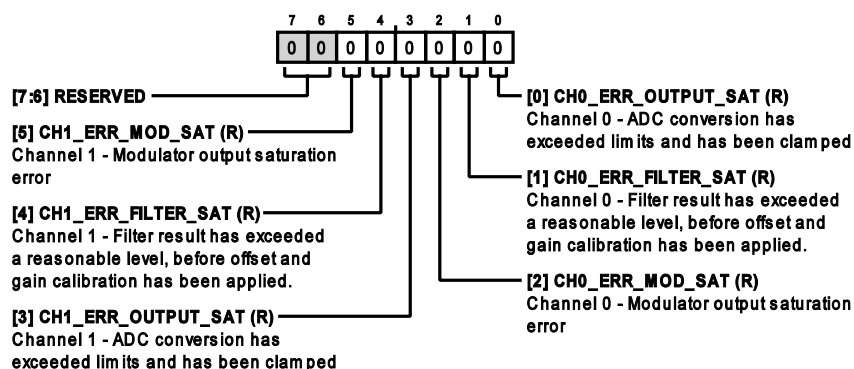 7 6 5 4 3 2 1 0
0 0 0 0 0 0 0 0
[7:6] RESERVED
[5] CH1_ERR_MOD_SAT (R)
Channel 1 - Modulator output saturation
error
[4] CH1_ERR_FILTER_SAT (R)
Channel 1 - Filter result has exceeded
a reasonable level, before offset and
gain calibration has been applied.
[3] CH1_ERR_OUTPUT_SAT (R)
Channel 1 - ADC conversion has
exceeded limits and has been clamped
[0] CH0_ERR_OUTPUT_SAT (R)
Channel 0 - ADC conversion has
exceeded limits and has been clamped
[1] CH0_ERR_FILTER_SAT (R)
Channel 0 - Filter result has exceeded
a reasonable level, before offset and
gain calibration has been applied.
[2] CH0_ERR_MOD_SAT (R)
Channel 0 - Modulator output saturation
error